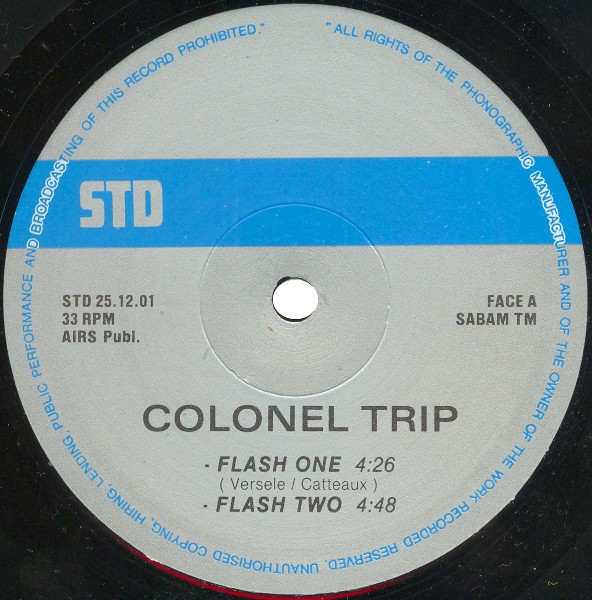 " ALL RIGHTS OF THE PHONOGRAPHIC MANUFACTURER AND OF THE OWNER OF THE WORK RECORDED RESERVED. UNAUTHORISED COPYING, HIRING, LENDING, PUBLIC PERFORMANCE AND BROADCASTING OF THIS RECORD PROHIBITED. "
STD
STD 25.12.01
33 RPM
AIRS Publ.
FACE A
SABAM TM
COLONEL TRIP
- FLASH ONE 4:26
( Versele / Catteaux )
- FLASH TWO 4:48